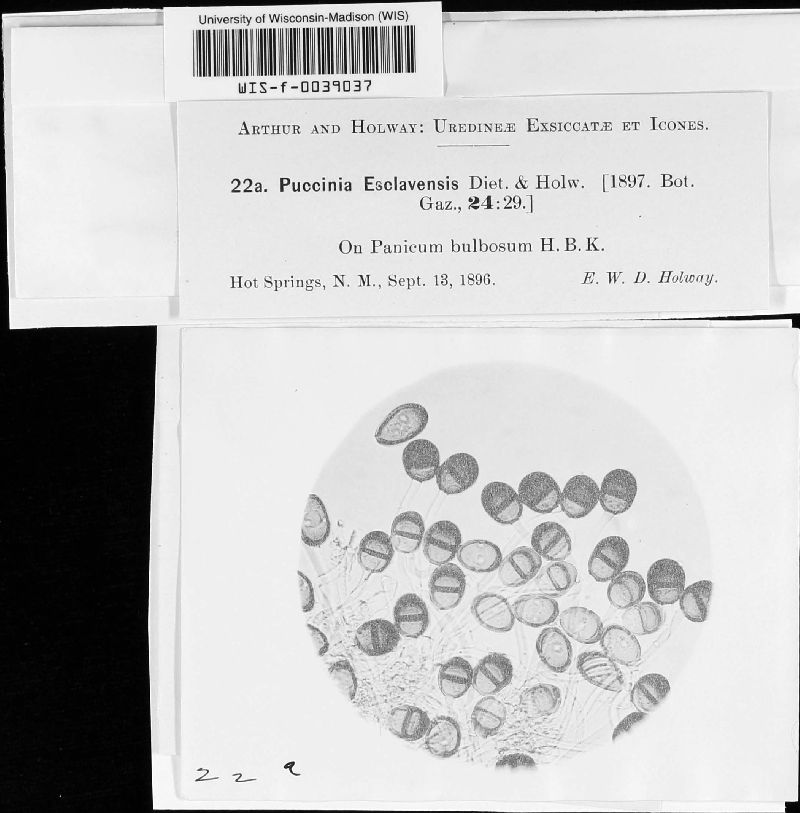 University of Wisconsin-Madison (WIS)
WIS-f-0039037
Arthur and Holway: Uredineæ Exsiccatæ et Icones.
22a. Puccinia Esclavensis Diet. & Holw. [1897. Bot.
Gaz., 24:29.]
On Panicum bulbosum H. B. K.
Hot Springs, N. M., Sept. 13, 1896. E. W. D. Holway.
22a